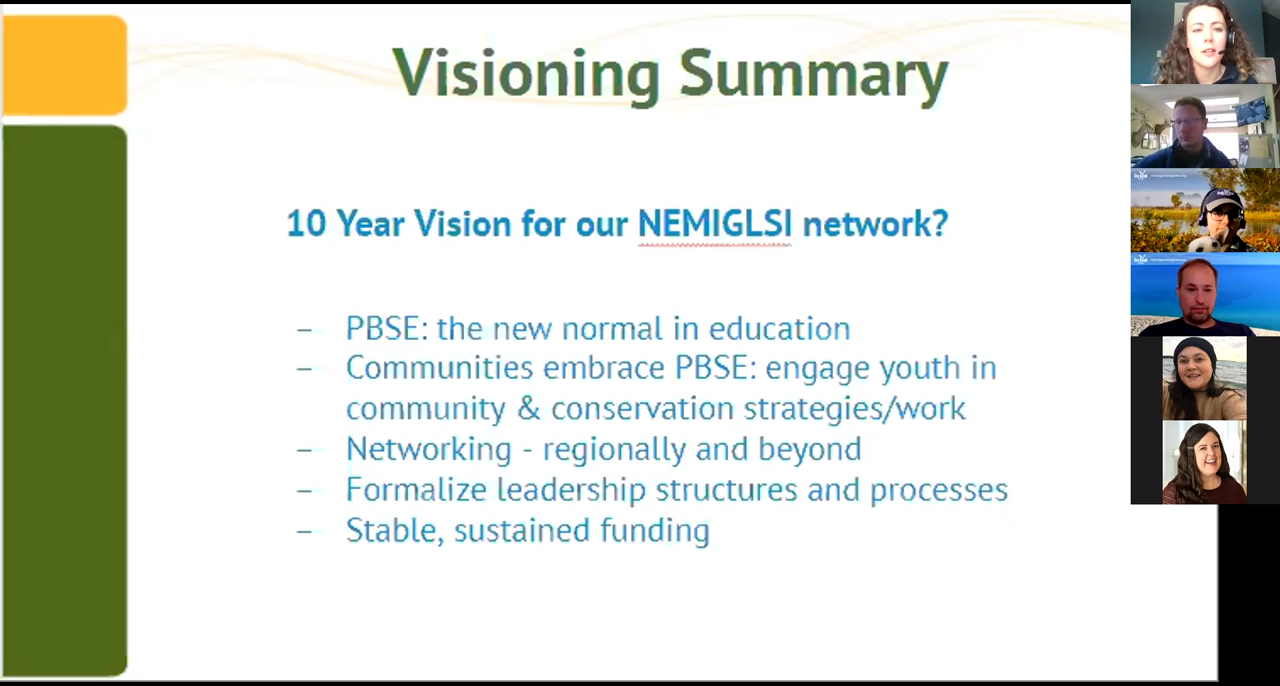 Visioning Summary
10 Year Vision for our NEMIGLSI network?
– PBSE: the new normal in education
– Communities embrace PBSE: engage youth in
community & conservation strategies/work
– Networking - regionally and beyond
– Formalize leadership structures and processes
– Stable, sustained funding